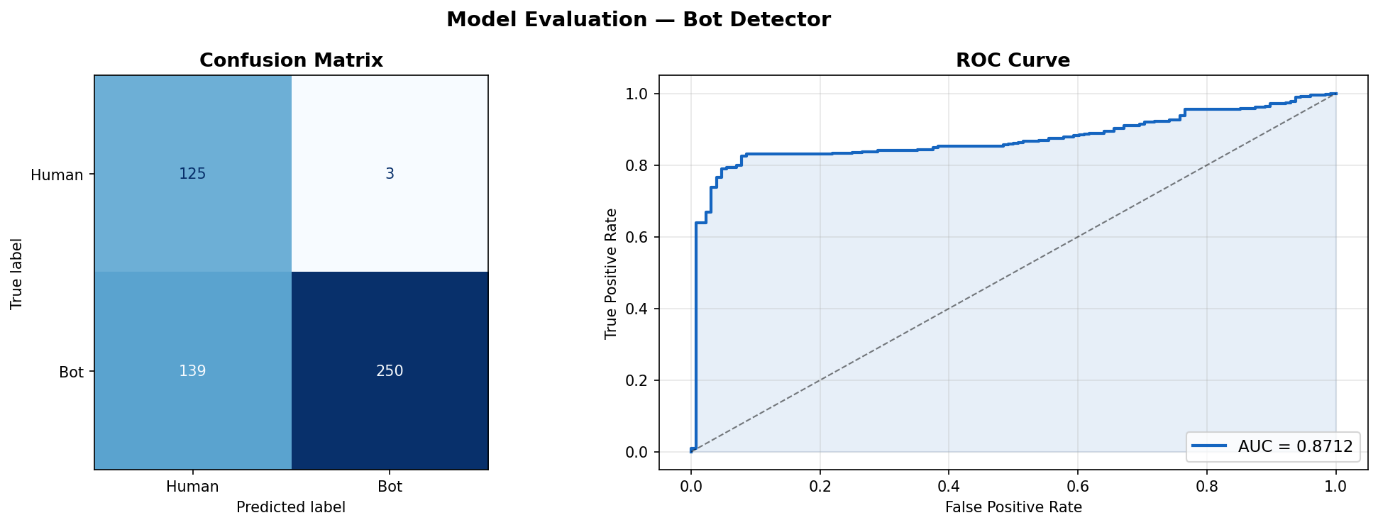 Model Evaluation — Bot Detector
Confusion Matrix
True label
Human
125
3
Bot
139
250
Human
Bot
Predicted label
ROC Curve
True Positive Rate
1.0
0.8
0.6
0.4
0.2
0.0
AUC = 0.8712
0.0
0.2
0.4
0.6
0.8
1.0
False Positive Rate